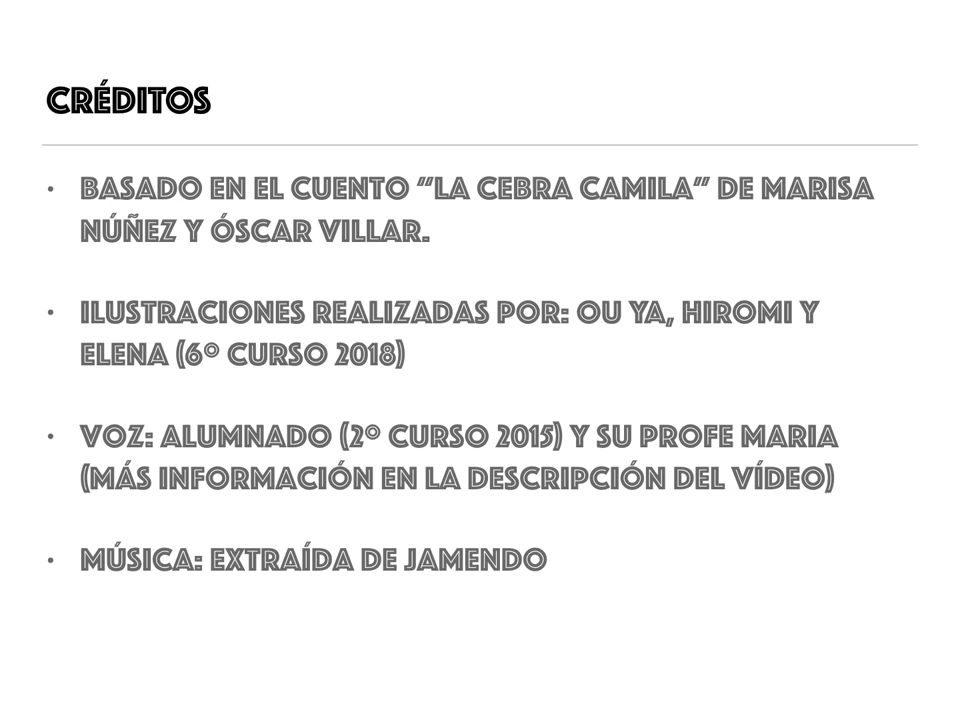 CRÉDITOS
• BASADO EN EL CUENTO “LA CEBRA CAMILA” DE MARISA
NÚÑEZ Y ÓSCAR VILLAR.
• ILUSTRACIONES REALIZADAS POR: OU YA, HIROMI Y
ELENA (6º CURSO 2018)
• VOZ: ALUMNADO (2º CURSO 2015) Y SU PROFE MARIA
(MÁS INFORMACIÓN EN LA DESCRIPCIÓN DEL VÍDEO)
• MÚSICA: EXTRAÍDA DE JAMENDO